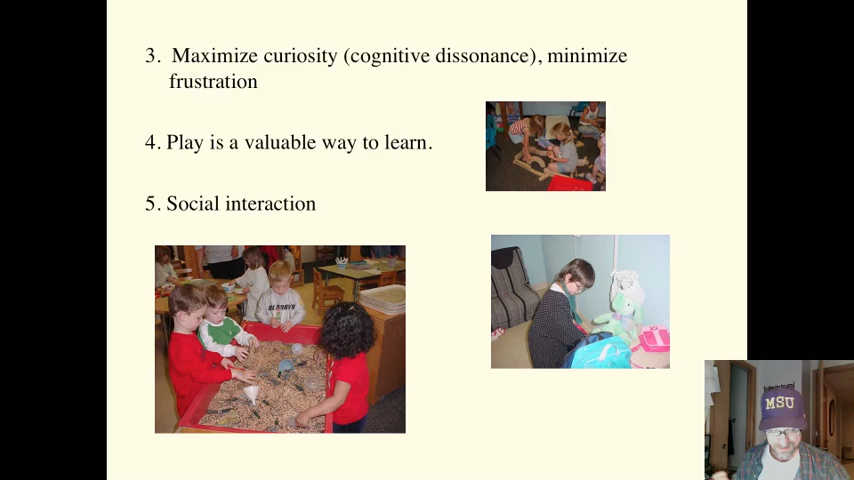 3. Maximize curiosity (cognitive dissonance), minimize
frustration
4. Play is a valuable way to learn.
5. Social interaction
MSU